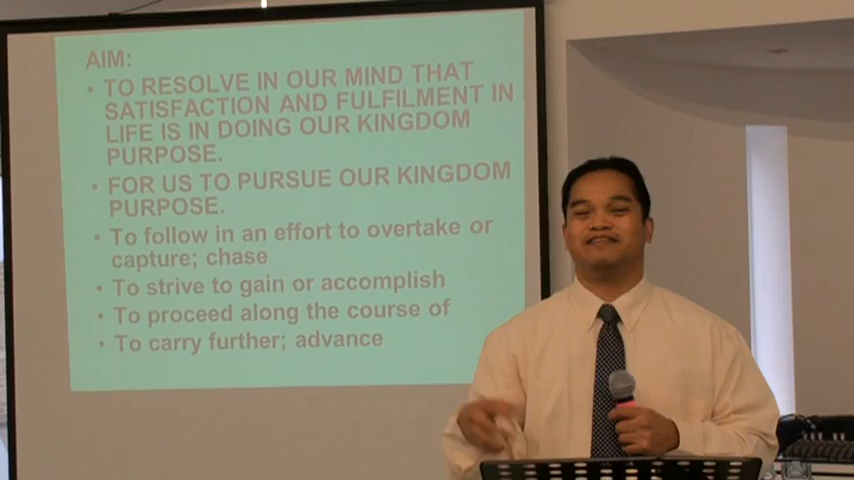 AIM:
• TO RESOLVE IN OUR MIND THAT
SATISFACTION AND FULFILMENT IN
LIFE IS IN DOING OUR KINGDOM
PURPOSE.
• FOR US TO PURSUE OUR KINGDOM
PURPOSE.
• To follow in an effort to overtake or
capture; chase
• To strive to gain or accomplish
• To proceed along the course of
• To carry further; advance